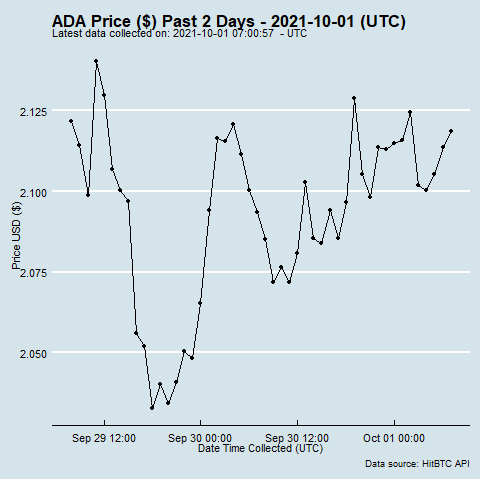 ADA Price ($) Past 2 Days - 2021-10-01 (UTC)
Latest data collected on: 2021-10-01 07:00:57 - UTC
Price USD ($)
2.125
2.100
2.075
2.050
Sep 29 12:00
Sep 30 00:00
Sep 30 12:00
Oct 01 00:00
Date Time Collected (UTC)
Data source: HitBTC API